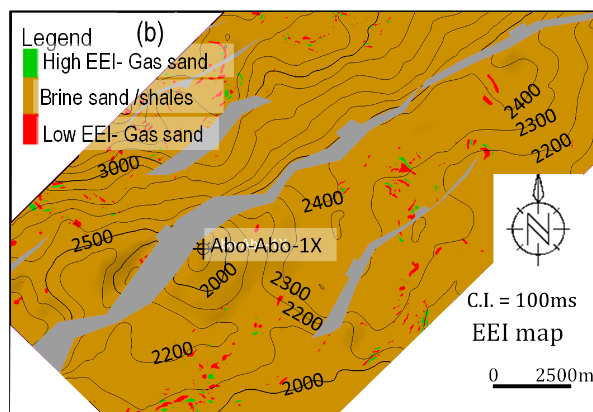 (b)
Legend
High EEI- Gas sand
Brine sand /shales
Low EEI- Gas sand
2400
2300
2200
3000
2400
2500
Abo-Abo-1X
2000
2300
2200
2200
2000
N
C.I. = 100ms
EEI map
0 2500m